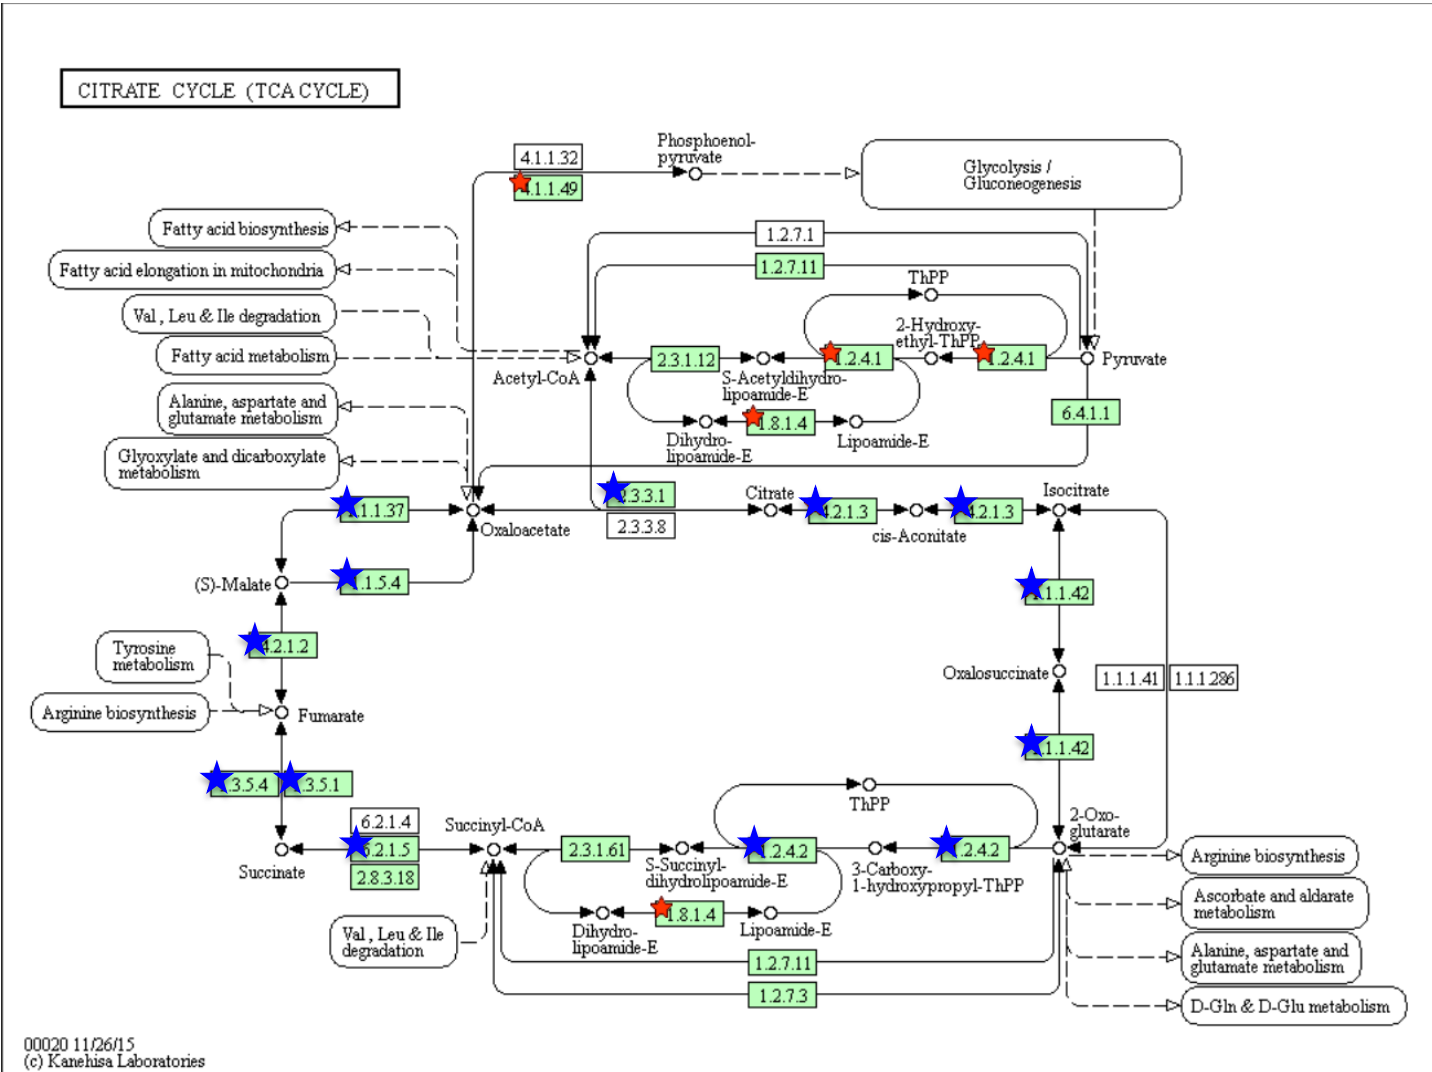 CITRATE CYCLE (TCA CYCLE)
4.1.1.32
4.1.1.49
Phosphoenol-
pyruvate
Glycolysis /
Gluconeogenesis
Fatty acid biosynthesis
Fatty acid elongation in mitochondria
Val , Leu & Ile degradation
Fatty acid metabolism
Alanine, aspartate and
glutamate metabolism
Glyoxylate and dicarboxylate
metabolism
1.2.7.1
1.2.7.11
ThPP
2-Hydroxy-
ethyl-ThPP
Acetyl-CoA
2.3.1.12
S-Acetyldihydro-
lipoamide-E
1.2.4.1
1.2.4.1
Pyruvate
Dihydro-
lipoamide-E
1.8.1.4
Lipoamide-E
6.4.1.1
1.1.1.37
Oxaloacetate
2.3.3.1
2.3.3.8
Citrate
4.2.1.3
cis-Aconitate
4.2.1.3
Isocitrate
(S)-Malate
1.1.5.4
1.1.1.42
4.2.1.2
Tyrosine
metabolism
Arginine biosynthesis
Fumarate
Oxalosuccinate
1.1.1.41
1.1.1.286
1.1.1.42
.3.5.4
.3.5.1
ThPP
6.2.1.4
6.2.1.5
2.8.3.18
Succinate
Succinyl-CoA
2.3.1.61
S-Succinyl-
dihydrolipoamide-E
1.2.4.2
3-Carboxy-
1-hydroxypropyl-ThPP
1.2.4.2
2-Oxo-
glutarate
Dihydro-
lipoamide-E
1.8.1.4
Lipoamide-E
Val , Leu & Ile
degradation
1.2.7.11
1.2.7.3
Arginine biosynthesis
Ascorbate and aldarate
metabolism
Alanine, aspartate and
glutamate metabolism
D-Gln & D-Glu metabolism
00020 11/26/15
(c) Kanehisa Laboratories